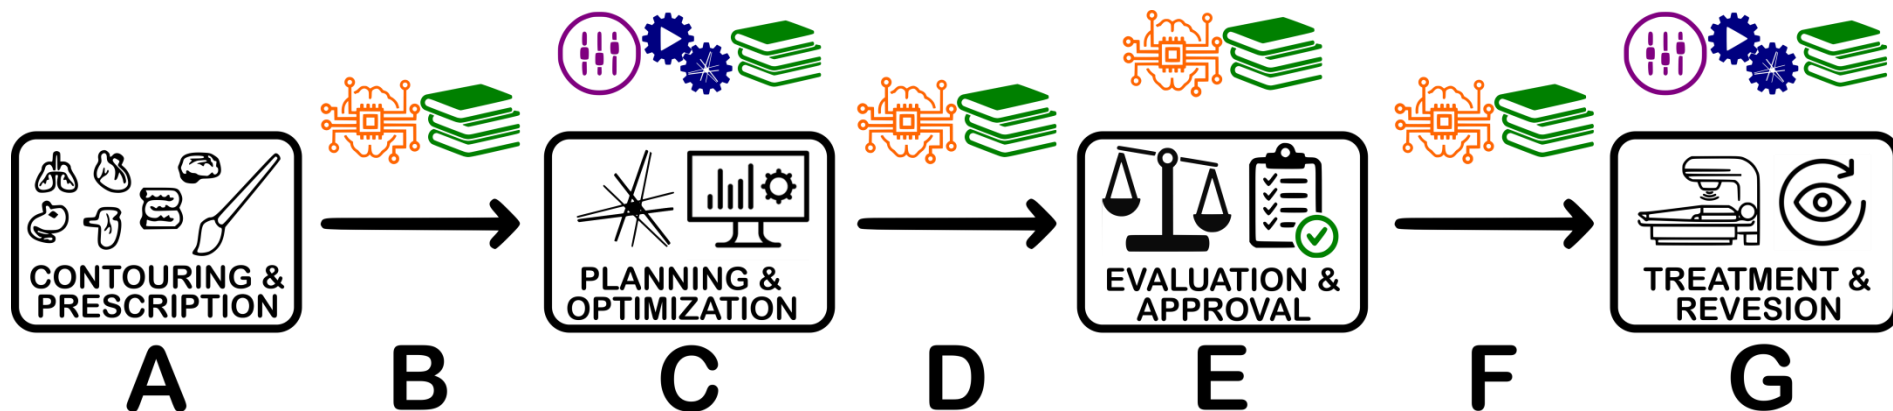 CONTOURING &
PRESCRIPTION
PLANNING &
OPTIMIZATION
EVALUATION &
APPROVAL
TREATMENT &
REVESION
A B C D E F G